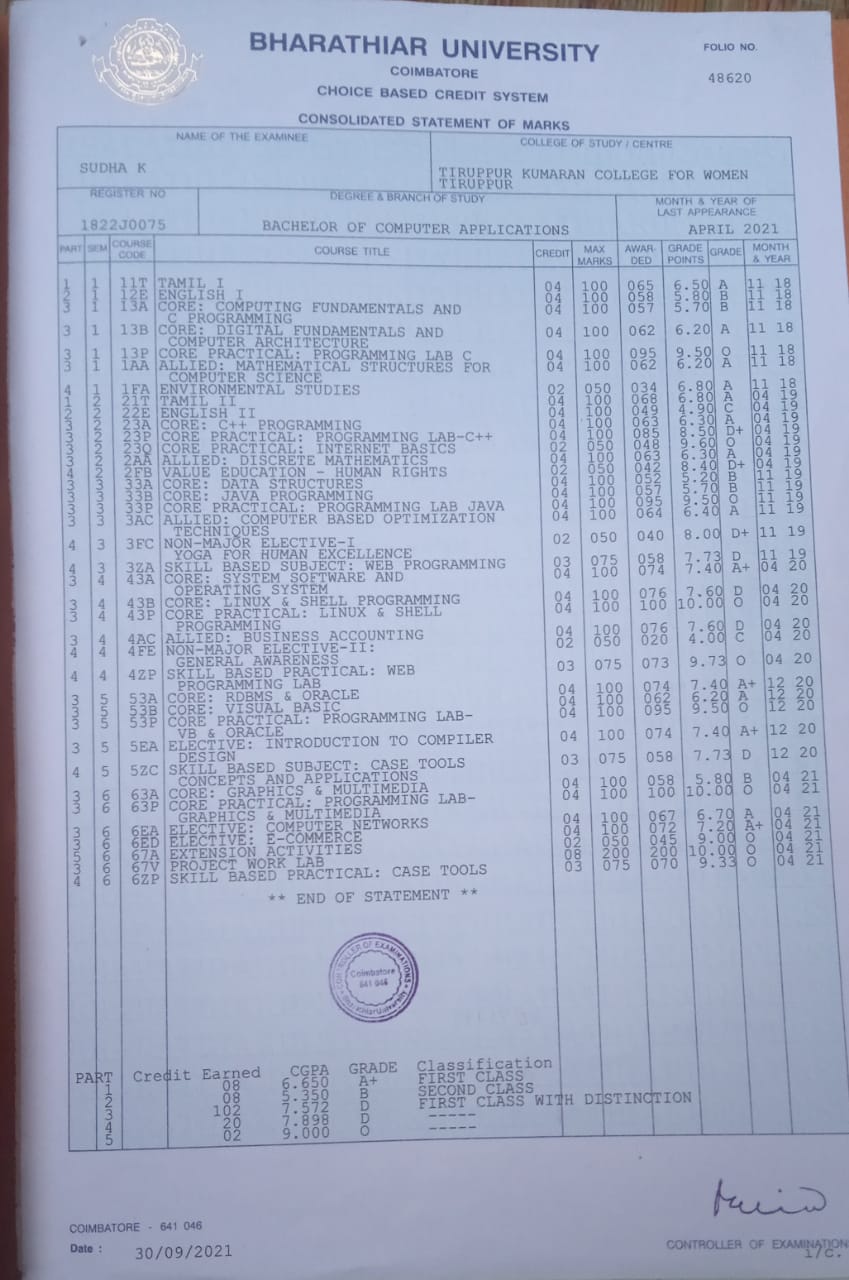 BHARATHIAR UNIVERSITY
COIMBATORE
CHOICE BASED CREDIT SYSTEM
FOLIO NO.
48620
CONSOLIDATED STATEMENT OF MARKS
NAME OF THE EXAMINEE
COLLEGE OF STUDY / CENTRE
SUDHA K
TIRUPPUR KUMARAN COLLEGE FOR WOMEN
TIRUPPUR
REGISTER NO
DEGREE & BRANCH OF STUDY
MONTH & YEAR OF
LAST APPEARANCE
1822J0075 BACHELOR OF COMPUTER APPLICATIONS APRIL 2021
PART SEM COURSE CODE COURSE TITLE CREDIT MAX MARKS AWAR-DED GRADE POINTS GRADE MONTH & YEAR
1 1 11T TAMIL I 04 100 065 6.50 A 11 18
2 1 12E ENGLISH I 04 100 058 5.80 B 11 18
3 1 13A CORE: COMPUTING FUNDAMENTALS AND 04 100 057 5.70 B 11 18
C PROGRAMMING
3 1 13B CORE: DIGITAL FUNDAMENTALS AND 04 100 062 6.20 A 11 18
COMPUTER ARCHITECTURE
3 1 13P CORE PRACTICAL: PROGRAMMING LAB C 04 100 095 9.50 O 11 18
3 1 1AA ALLIED: MATHEMATICAL STRUCTURES FOR 04 100 062 6.20 A 11 18
COMPUTER SCIENCE
4 1 1FA ENVIRONMENTAL STUDIES 02 050 034 6.80 A 11 18
1 2 21T TAMIL II 04 100 068 6.80 A 04 19
2 2 22E ENGLISH II 04 100 049 4.90 C 04 19
3 2 23A CORE: C++ PROGRAMMING 04 100 063 6.30 A 04 19
3 2 23P CORE PRACTICAL: PROGRAMMING LAB-C++ 04 100 085 8.50 D+ 04 19
3 2 23Q CORE PRACTICAL: INTERNET BASICS 02 050 048 9.60 O 04 19
3 2 2AA ALLIED: DISCRETE MATHEMATICS 04 100 063 6.30 A 04 19
4 2 2FB VALUE EDUCATION - HUMAN RIGHTS 02 050 042 8.40 D+ 04 19
3 3 33A CORE: DATA STRUCTURES 04 100 052 5.20 B 11 19
3 3 33B CORE: JAVA PROGRAMMING 04 100 057 5.70 B 11 19
3 3 33P CORE PRACTICAL: PROGRAMMING LAB JAVA 04 100 095 9.50 O 11 19
3 3 3AC ALLIED: COMPUTER BASED OPTIMIZATION 04 100 064 6.40 A 11 19
TECHNIQUES
4 3 3FC NON-MAJOR ELECTIVE-I 02 050 040 8.00 D+ 11 19
YOGA FOR HUMAN EXCELLENCE
4 3 3ZA SKILL BASED SUBJECT: WEB PROGRAMMING 03 075 058 7.73 D 11 19
3 4 43A CORE: SYSTEM SOFTWARE AND 04 100 074 7.40 A+ 04 20
OPERATING SYSTEM
3 4 43B CORE: LINUX & SHELL PROGRAMMING 04 100 076 7.60 D 04 20
3 4 43P CORE PRACTICAL: LINUX & SHELL 04 100 100 10.00 O 04 20
PROGRAMMING
3 4 4AC ALLIED: BUSINESS ACCOUNTING 04 100 076 7.60 D 04 20
4 4 4FE NON-MAJOR ELECTIVE-II: 02 050 020 4.00 C 04 20
GENERAL AWARENESS
4 4 4ZP SKILL BASED PRACTICAL: WEB 03 075 073 9.73 O 04 20
PROGRAMMING LAB
3 5 53A CORE: RDBMS & ORACLE 04 100 074 7.40 A+ 12 20
3 5 53B CORE: VISUAL BASIC 04 100 062 6.20 A 12 20
3 5 53P CORE PRACTICAL: PROGRAMMING LAB- 04 100 095 9.50 O 12 20
VB & ORACLE
3 5 5EA ELECTIVE: INTRODUCTION TO COMPILER 04 100 074 7.40 A+ 12 20
DESIGN
4 5 5ZC SKILL BASED SUBJECT: CASE TOOLS 03 075 058 7.73 D 12 20
CONCEPTS AND APPLICATIONS
3 6 63A CORE: GRAPHICS & MULTIMEDIA 04 100 058 5.80 B 04 21
3 6 63P CORE PRACTICAL: PROGRAMMING LAB- 04 100 100 10.00 O 04 21
GRAPHICS & MULTIMEDIA
3 6 6EA ELECTIVE: COMPUTER NETWORKS 04 100 067 6.70 A 04 21
3 6 6ED ELECTIVE: E-COMMERCE 04 100 072 7.20 A+ 04 21
5 6 67A EXTENSION ACTIVITIES 02 050 045 9.00 O 04 21
3 6 67V PROJECT WORK LAB 08 200 200 10.00 O 04 21
4 6 6ZP SKILL BASED PRACTICAL: CASE TOOLS 03 075 070 9.33 O 04 21
** END OF STATEMENT **
CONTROLLER OF EXAMINATIONS
Coimbatore
641 046
Bharathiar University
PART Credit Earned CGPA GRADE Classification
1 08 6.650 A+ FIRST CLASS
2 08 5.350 B SECOND CLASS
3 102 7.572 D FIRST CLASS WITH DISTINCTION
4 20 7.898 D -----
5 02 9.000 O -----
COIMBATORE - 641 046
Date : 30/09/2021
CONTROLLER OF EXAMINATION
i/c.